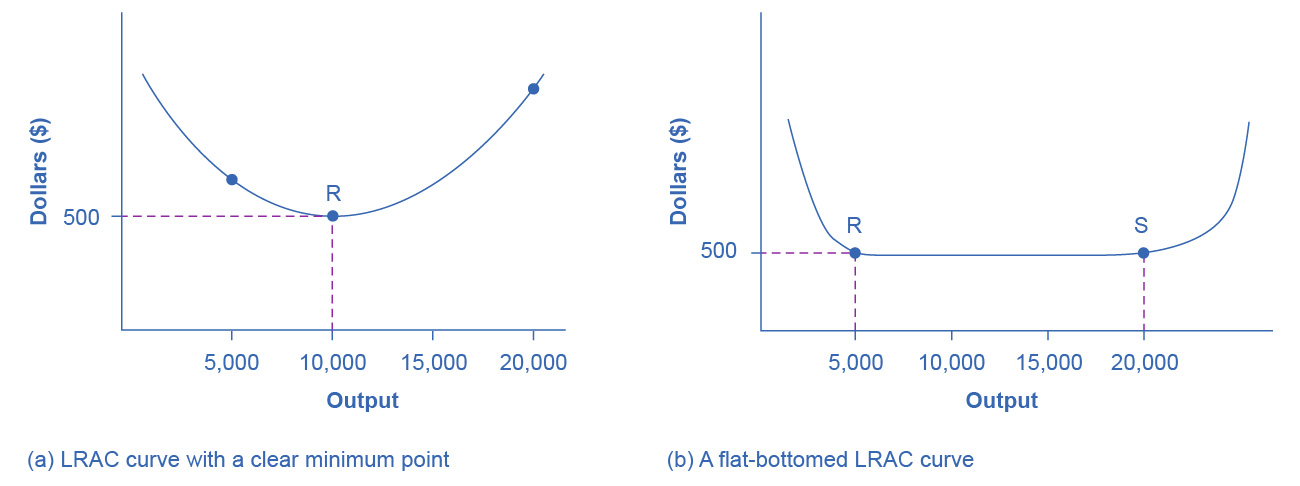 Dollars ($)
500
R
5,000
10,000
15,000
20,000
Output
(a) LRAC curve with a clear minimum point
Dollars ($)
500
R
S
5,000
10,000
15,000
20,000
Output
(b) A flat-bottomed LRAC curve